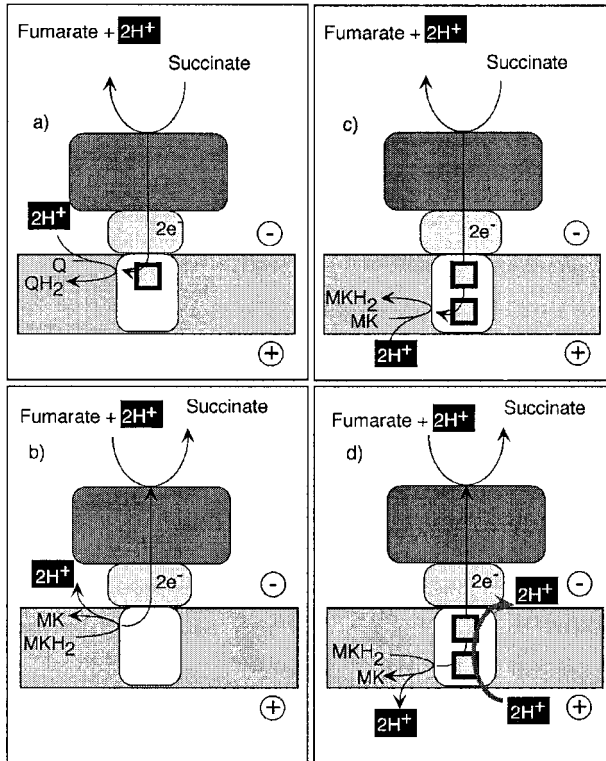 Fumarate + 2H+
Succinate
a)
2H+
2e-
-
Q
QH2
+
Fumarate + 2H+
Succinate
c)
2e-
-
MKH2
MK
2H+
+
Fumarate + 2H+
Succinate
b)
2H+
2e-
-
MK
MKH2
+
Fumarate + 2H+
Succinate
d)
2e-
-
2H+
MKH2
MK
2H+
2H+
+